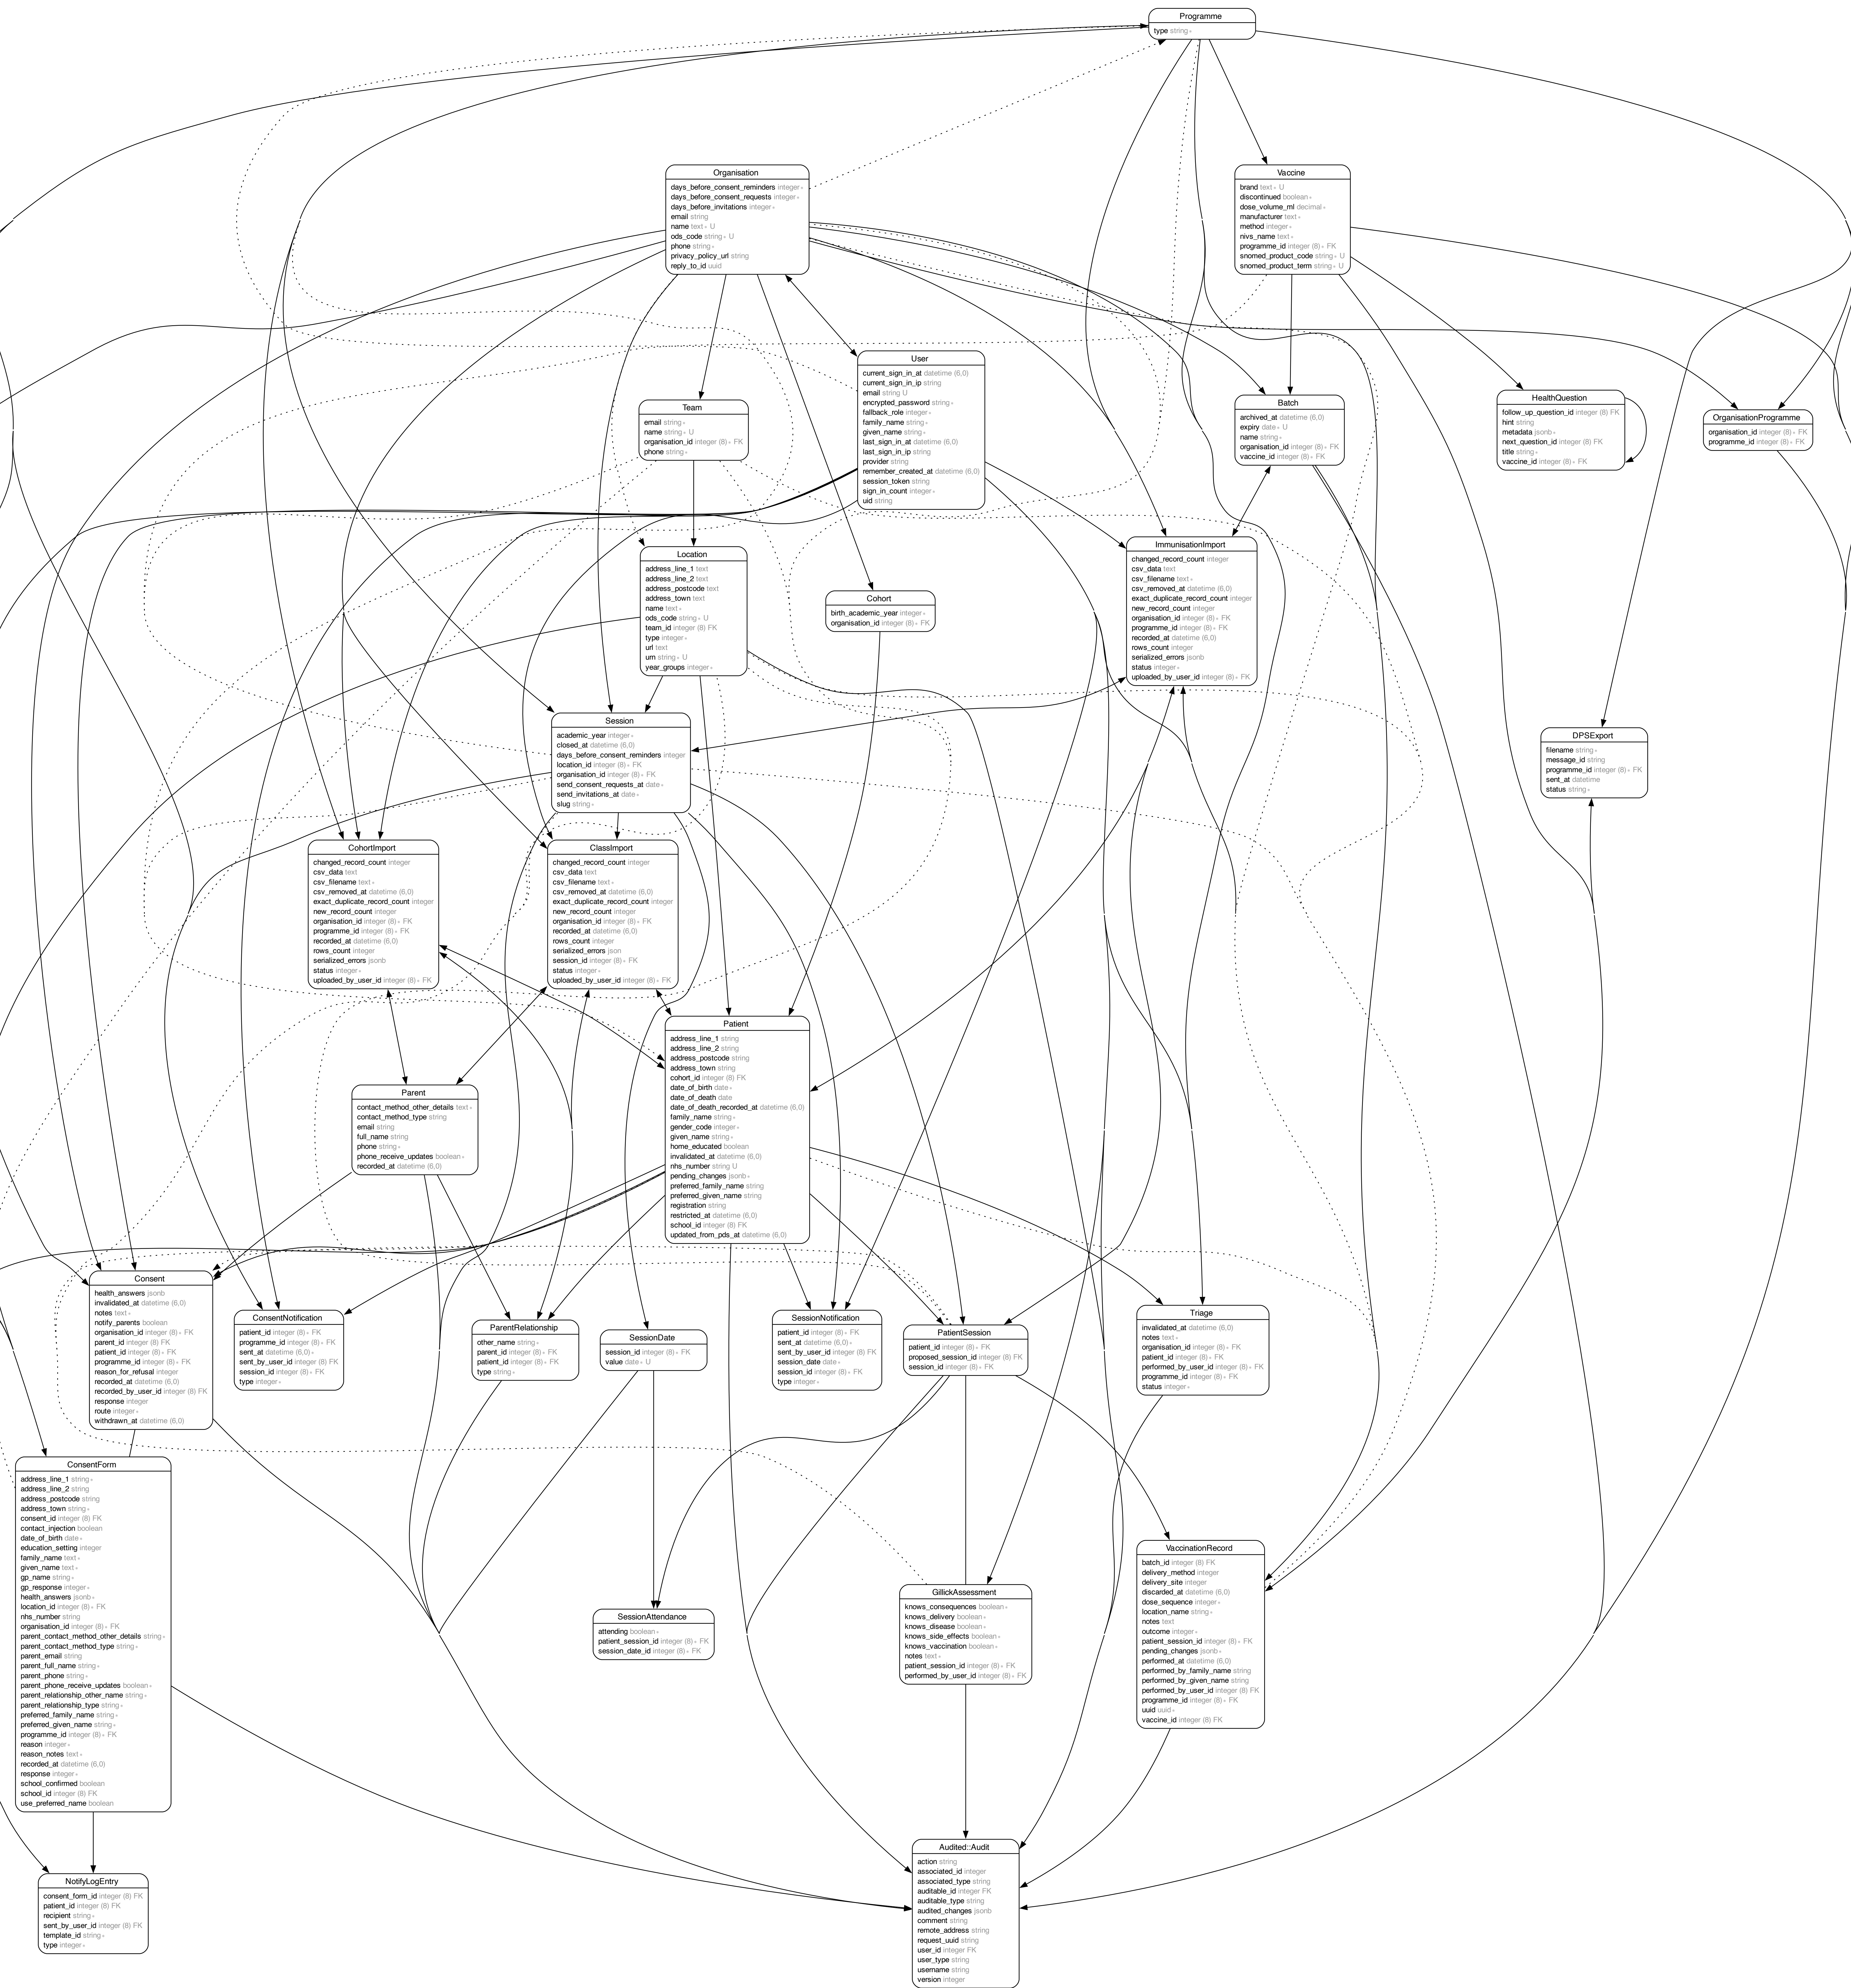 Programme
type string ∗
Organisation
days_before_consent_reminders integer ∗
days_before_consent_requests integer ∗
days_before_invitations integer ∗
email string
name text ∗ U
ods_code string ∗ U
phone string ∗
privacy_policy_url string
reply_to_id uuid
Vaccine
brand text ∗ U
discontinued boolean ∗
dose_volume_ml decimal ∗
manufacturer text ∗
method integer ∗
nivs_name text ∗
programme_id integer (8) ∗ FK
snomed_product_code string ∗ U
snomed_product_term string ∗ U
User
current_sign_in_at datetime (6,0)
current_sign_in_ip string
email string U
encrypted_password string ∗
fallback_role integer ∗
family_name string ∗
given_name string ∗
last_sign_in_at datetime (6,0)
last_sign_in_ip string
provider string
remember_created_at datetime (6,0)
session_token string
sign_in_count integer ∗
uid string
Team
email string ∗
name string ∗ U
organisation_id integer (8) ∗ FK
phone string ∗
Batch
archived_at datetime (6,0)
expiry date ∗ U
name string ∗
organisation_id integer (8) ∗ FK
vaccine_id integer (8) ∗ FK
HealthQuestion
follow_up_question_id integer (8) FK
hint string
metadata jsonb ∗
next_question_id integer (8) FK
title string ∗
vaccine_id integer (8) ∗ FK
OrganisationProgramme
organisation_id integer (8) ∗ FK
programme_id integer (8) ∗ FK
Location
address_line_1 text
address_line_2 text
address_postcode text
address_town text
name text ∗
ods_code string ∗ U
team_id integer (8) FK
type integer ∗
url text
urn string ∗ U
year_groups integer ∗
Cohort
birth_academic_year integer ∗
organisation_id integer (8) ∗ FK
ImmunisationImport
changed_record_count integer
csv_data text
csv_filename text ∗
csv_removed_at datetime (6,0)
exact_duplicate_record_count integer
new_record_count integer
organisation_id integer (8) ∗ FK
programme_id integer (8) ∗ FK
recorded_at datetime (6,0)
rows_count integer
serialized_errors jsonb
status integer ∗
uploaded_by_user_id integer (8) ∗ FK
Session
academic_year integer ∗
closed_at datetime (6,0)
days_before_consent_reminders integer
location_id integer (8) ∗ FK
organisation_id integer (8) ∗ FK
send_consent_requests_at date ∗
send_invitations_at date ∗
slug string ∗
DPSExport
filename string ∗
message_id string
programme_id integer (8) ∗ FK
sent_at datetime
status string ∗
CohortImport
changed_record_count integer
csv_data text
csv_filename text ∗
csv_removed_at datetime (6,0)
exact_duplicate_record_count integer
new_record_count integer
organisation_id integer (8) ∗ FK
programme_id integer (8) ∗ FK
recorded_at datetime (6,0)
rows_count integer
serialized_errors jsonb
status integer ∗
uploaded_by_user_id integer (8) ∗ FK
ClassImport
changed_record_count integer
csv_data text
csv_filename text ∗
csv_removed_at datetime (6,0)
exact_duplicate_record_count integer
new_record_count integer
organisation_id integer (8) ∗ FK
recorded_at datetime (6,0)
rows_count integer
serialized_errors json
session_id integer (8) ∗ FK
status integer ∗
uploaded_by_user_id integer (8) ∗ FK
Patient
address_line_1 string
address_line_2 string
address_postcode string
address_town string
cohort_id integer (8) FK
date_of_birth date ∗
date_of_death date
date_of_death_recorded_at datetime (6,0)
family_name string ∗
gender_code integer ∗
given_name string ∗
home_educated boolean
invalidated_at datetime (6,0)
nhs_number string U
pending_changes jsonb ∗
preferred_family_name string
preferred_given_name string
registration string
restricted_at datetime (6,0)
school_id integer (8) FK
updated_from_pds_at datetime (6,0)
Parent
contact_method_other_details text ∗
contact_method_type string
email string
full_name string
phone string ∗
phone_receive_updates boolean ∗
recorded_at datetime (6,0)
Consent
health_answers jsonb
invalidated_at datetime (6,0)
notes text ∗
notify_parents boolean
organisation_id integer (8) ∗ FK
parent_id integer (8) FK
patient_id integer (8) ∗ FK
programme_id integer (8) ∗ FK
reason_for_refusal integer
recorded_at datetime (6,0)
recorded_by_user_id integer (8) FK
response integer
route integer ∗
withdrawn_at datetime (6,0)
ConsentNotification
patient_id integer (8) ∗ FK
programme_id integer (8) ∗ FK
sent_at datetime (6,0) ∗
sent_by_user_id integer (8) FK
session_id integer (8) ∗ FK
type integer ∗
ParentRelationship
other_name string ∗
parent_id integer (8) ∗ FK
patient_id integer (8) ∗ FK
type string ∗
SessionDate
session_id integer (8) ∗ FK
value date ∗ U
SessionNotification
patient_id integer (8) ∗ FK
sent_at datetime (6,0) ∗
sent_by_user_id integer (8) FK
session_date date ∗
session_id integer (8) ∗ FK
type integer ∗
PatientSession
patient_id integer (8) ∗ FK
proposed_session_id integer (8) FK
session_id integer (8) ∗ FK
Triage
invalidated_at datetime (6,0)
notes text ∗
organisation_id integer (8) ∗ FK
patient_id integer (8) ∗ FK
performed_by_user_id integer (8) ∗ FK
programme_id integer (8) ∗ FK
status integer ∗
ConsentForm
address_line_1 string ∗
address_line_2 string
address_postcode string
address_town string ∗
consent_id integer (8) FK
contact_injection boolean
date_of_birth date ∗
education_setting integer
family_name text ∗
given_name text ∗
gp_name string ∗
gp_response integer ∗
health_answers jsonb ∗
location_id integer (8) ∗ FK
nhs_number string
organisation_id integer (8) ∗ FK
parent_contact_method_other_details string ∗
parent_contact_method_type string ∗
parent_email string
parent_full_name string ∗
parent_phone string ∗
parent_phone_receive_updates boolean ∗
parent_relationship_other_name string ∗
parent_relationship_type string ∗
preferred_family_name string ∗
preferred_given_name string ∗
programme_id integer (8) ∗ FK
reason integer ∗
reason_notes text ∗
recorded_at datetime (6,0)
response integer ∗
school_confirmed boolean
school_id integer (8) FK
use_preferred_name boolean
SessionAttendance
attending boolean ∗
patient_session_id integer (8) ∗ FK
session_date_id integer (8) ∗ FK
GillickAssessment
knows_consequences boolean ∗
knows_delivery boolean ∗
knows_disease boolean ∗
knows_side_effects boolean ∗
knows_vaccination boolean ∗
notes text ∗
patient_session_id integer (8) ∗ FK
performed_by_user_id integer (8) ∗ FK
VaccinationRecord
batch_id integer (8) FK
delivery_method integer
delivery_site integer
discarded_at datetime (6,0)
dose_sequence integer ∗
location_name string ∗
notes text
outcome integer ∗
patient_session_id integer (8) ∗ FK
pending_changes jsonb ∗
performed_at datetime (6,0)
performed_by_family_name string
performed_by_given_name string
performed_by_user_id integer (8) FK
programme_id integer (8) ∗ FK
uuid uuid ∗
vaccine_id integer (8) FK
NotifyLogEntry
consent_form_id integer (8) FK
patient_id integer (8) FK
recipient string ∗
sent_by_user_id integer (8) FK
template_id string ∗
type integer ∗
Audited::Audit
action string
associated_id integer
associated_type string
auditable_id integer FK
auditable_type string
audited_changes jsonb
comment string
remote_address string
request_uuid string
user_id integer FK
user_type string
username string
version integer